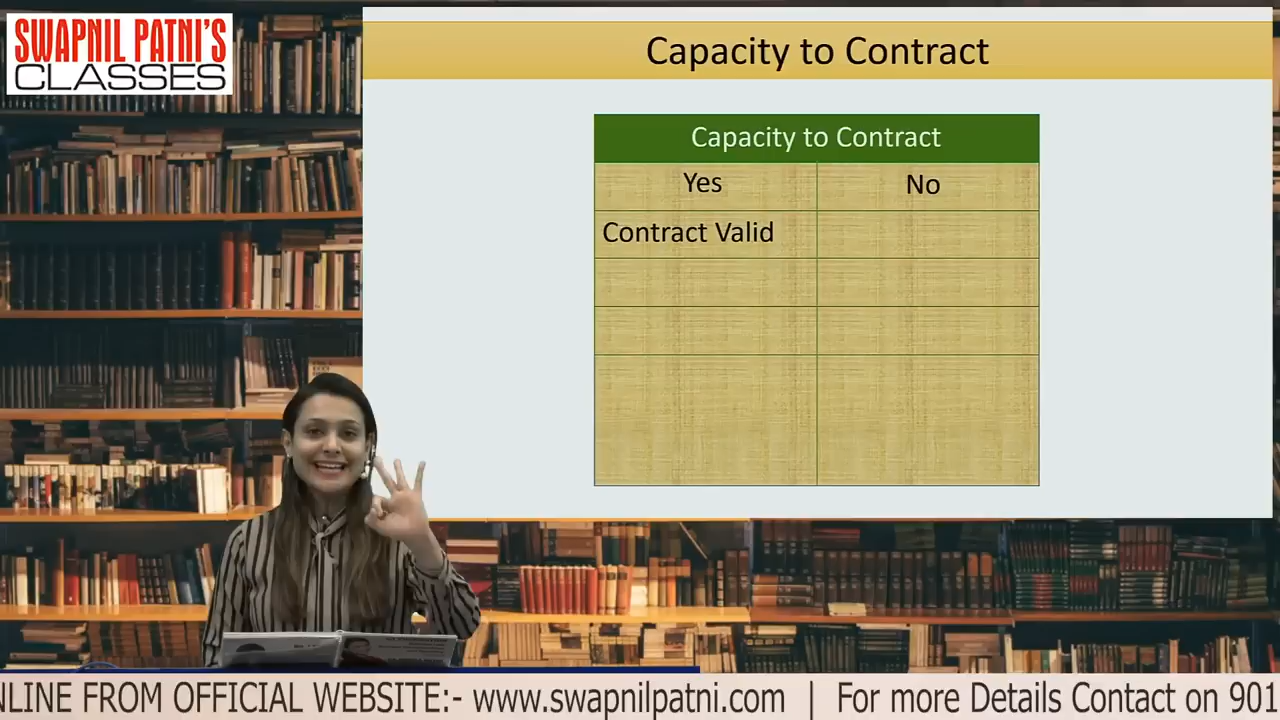 SWAPNIL PATNI'S
CLASSES
Capacity to Contract
Capacity to Contract
Yes
No
Contract Valid
NLINE FROM OFFICIAL WEBSITE:- www.swapnilpatni.com | For more Details Contact on 901